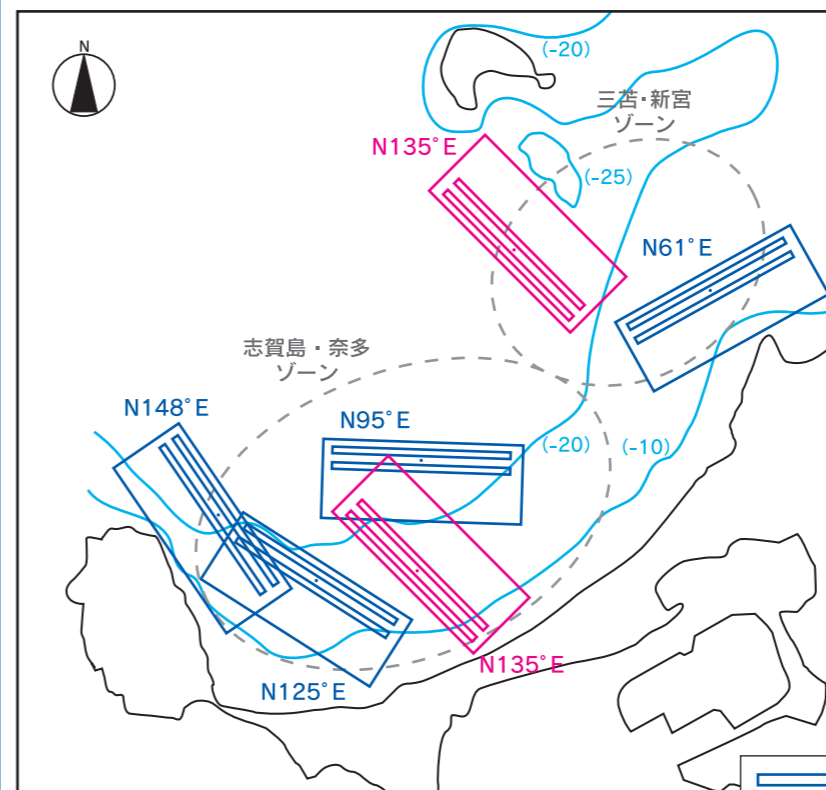 N
(-20)
三苫・新宮
ゾーン
N135°E
(-25)
N61°E
志賀島・奈多
ゾーン
N148°E
N95°E
(-20)
(-10)
N135°E
N125°E